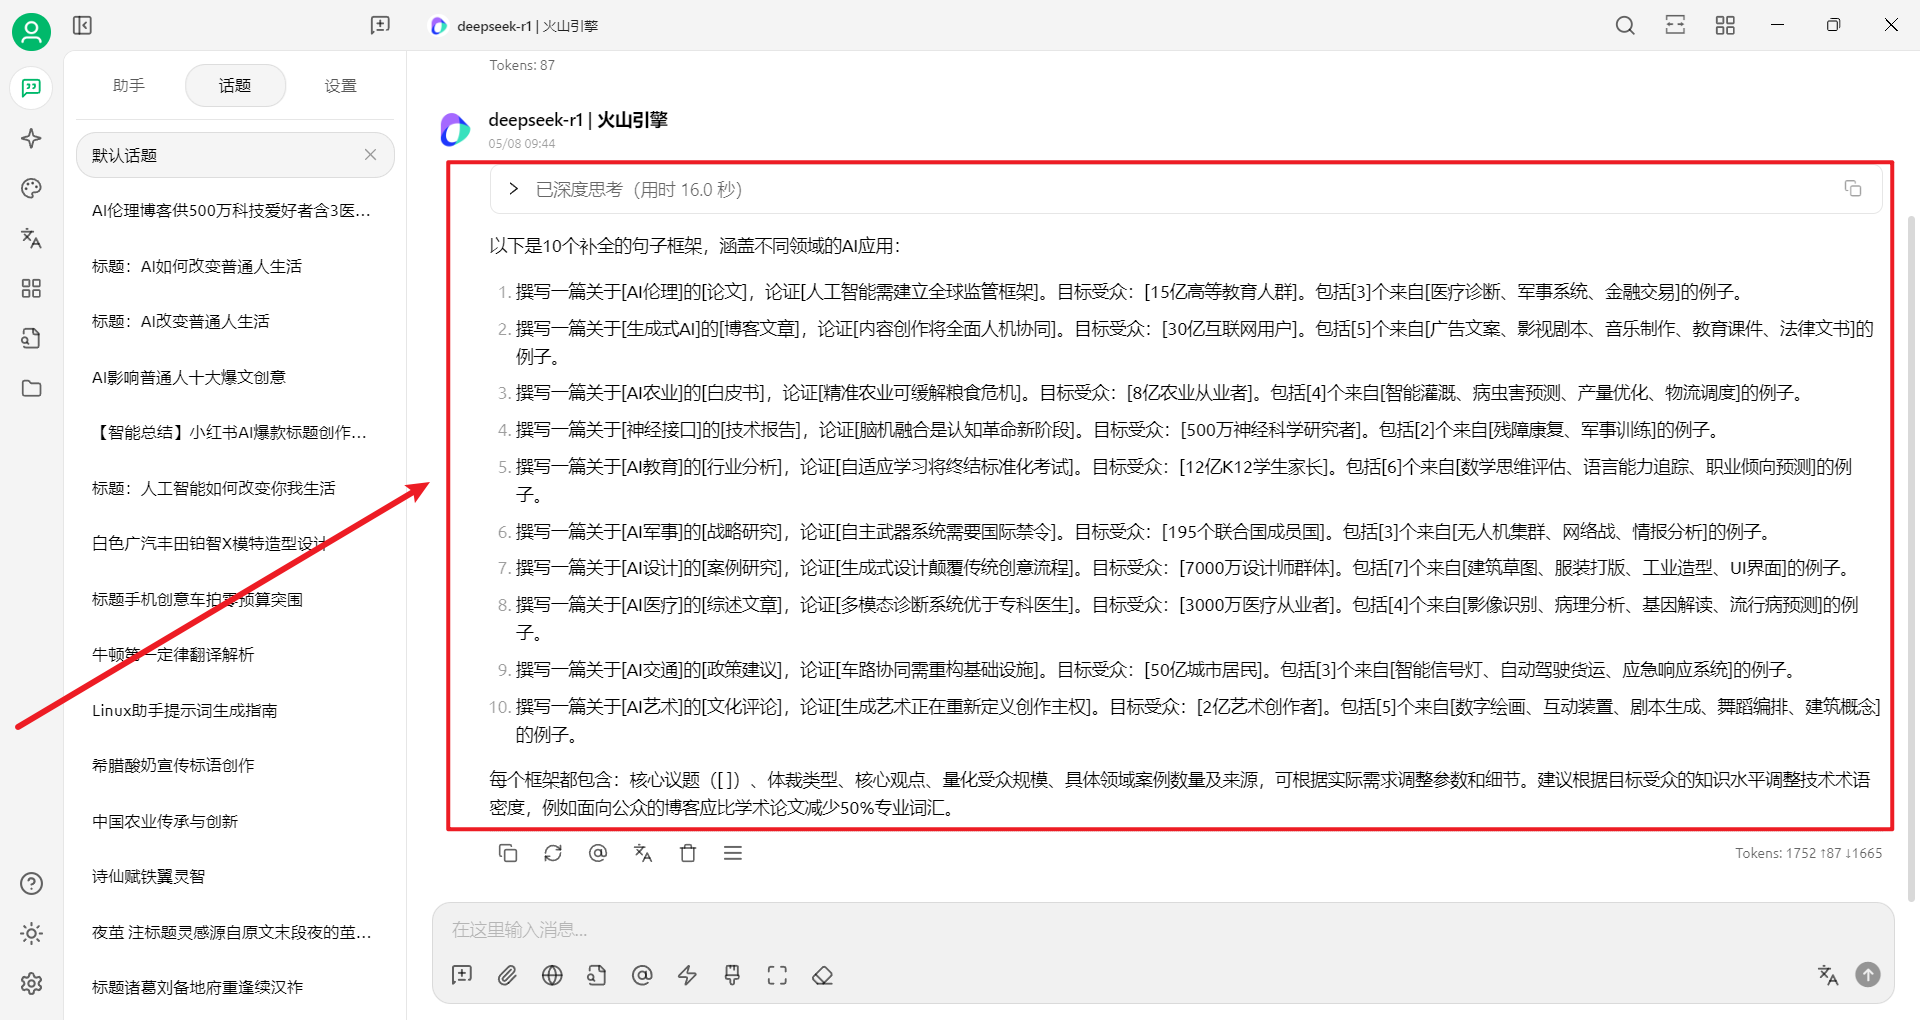 deepseek-r1 | 火山引擎
助手
话题
设置
默认话题
AI伦理博客供500万科技爱好者含3医...
标题：AI如何改变普通人生活
标题：AI改变普通人生活
AI影响普通人十大爆文创意
【智能总结】小红书AI爆款标题创作...
标题：人工智能如何改变你我生活
白色广汽丰田铂智X模特造型设计
标题手机创意车拍零预算突围
牛顿第一定律翻译解析
Linux助手提示词生成指南
希腊酸奶宣传标语创作
中国农业传承与创新
诗仙赋铁翼灵智
夜茧 注标题灵感源自原文末段夜的茧...
标题诸葛刘备地府重逢续汉祚
Tokens: 87
deepseek-r1 | 火山引擎
05/08 09:44
已深度思考（用时 16.0 秒）
以下是10个补全的句子框架，涵盖不同领域的AI应用：
1. 撰写一篇关于[AI伦理]的[论文]，论证[人工智能需建立全球监管框架]。目标受众：[15亿高等教育人群]。包括[3]个来自[医疗诊断、军事系统、金融交易]的例子。
2. 撰写一篇关于[生成式AI]的[博客文章]，论证[内容创作将全面人机协同]。目标受众：[30亿互联网用户]。包括[5]个来自[广告文案、影视剧本、音乐制作、教育课件、法律文书]的
例子。
3. 撰写一篇关于[AI农业]的[白皮书]，论证[精准农业可缓解粮食危机]。目标受众：[8亿农业从业者]。包括[4]个来自[智能灌溉、病虫害预测、产量优化、物流调度]的例子。
4. 撰写一篇关于[神经接口]的[技术报告]，论证[脑机融合是认知革命新阶段]。目标受众：[500万神经科学研究者]。包括[2]个来自[残障康复、军事训练]的例子。
5. 撰写一篇关于[AI教育]的[行业分析]，论证[自适应学习将终结标准化考试]。目标受众：[12亿K12学生家长]。包括[6]个来自[数学思维评估、语言能力追踪、职业倾向预测]的例
子。
6. 撰写一篇关于[AI军事]的[战略研究]，论证[自主武器系统需要国际禁令]。目标受众：[195个联合国成员国]。包括[3]个来自[无人机集群、网络战、情报分析]的例子。
7. 撰写一篇关于[AI设计]的[案例研究]，论证[生成式设计颠覆传统创意流程]。目标受众：[7000万设计师群体]。包括[7]个来自[建筑草图、服装打版、工业造型、UI界面]的例子。
8. 撰写一篇关于[AI医疗]的[综述文章]，论证[多模态诊断系统优于专科医生]。目标受众：[3000万医疗从业者]。包括[4]个来自[影像识别、病理分析、基因解读、流行病预测]的例
子。
9. 撰写一篇关于[AI交通]的[政策建议]，论证[车路协同需重构基础设施]。目标受众：[50亿城市居民]。包括[3]个来自[智能信号灯、自动驾驶货运、应急响应系统]的例子。
10. 撰写一篇关于[AI艺术]的[文化评论]，论证[生成艺术正在重新定义创作主权]。目标受众：[2亿艺术创作者]。包括[5]个来自[数字绘画、互动装置、剧本生成、舞蹈编排、建筑概念]
的例子。
每个框架都包含：核心议题（[ ]）、体裁类型、核心观点、量化受众规模、具体领域案例数量及来源，可根据实际需求调整参数和细节。建议根据目标受众的知识水平调整技术术语
密度，例如面向公众的博客应比学术论文减少50%专业词汇。
Tokens: 1752 ↑87 ↓1665
在这里输入消息...